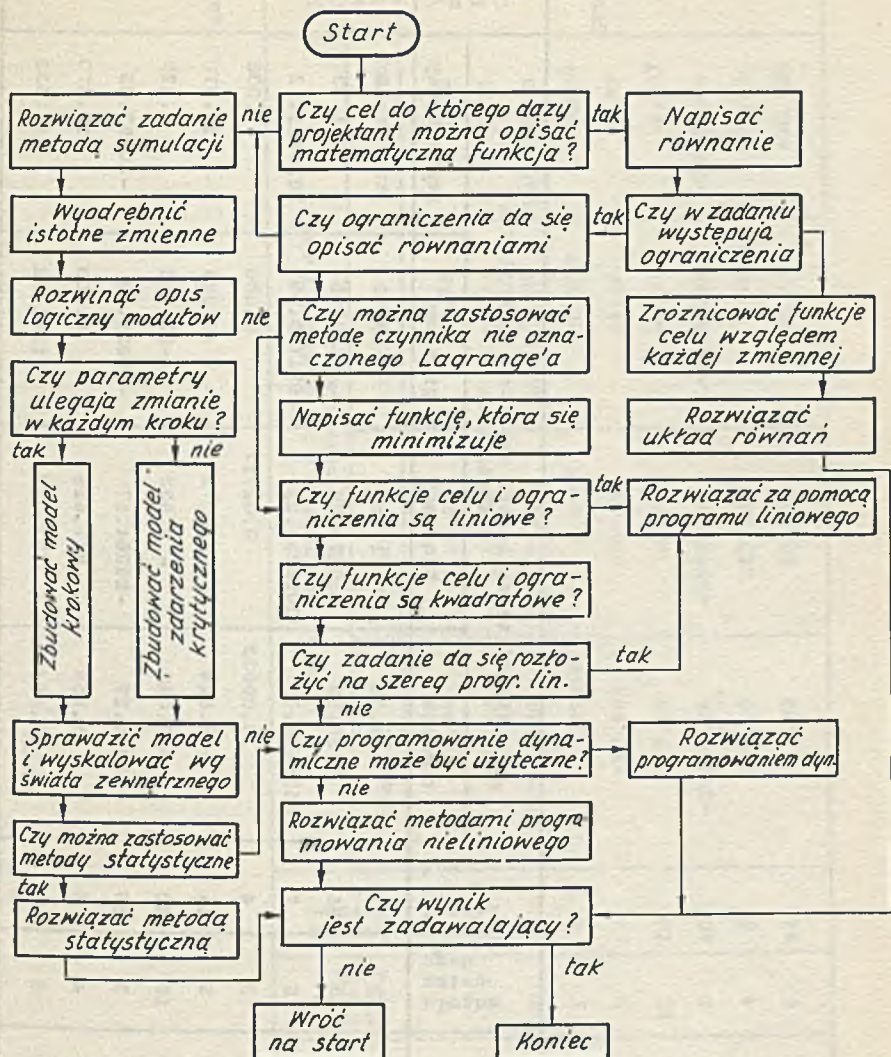 Start
Rozwiązać zadanie
metodą symulacji
nie
Czy cel do którego dazy
projektant można opisać
matematyczna funkcja ?
tak
Napisać
równanie
Wyodrębnić
istotne zmienne
Czy ograniczenia da się
opisać równaniami
tak
Czy w zadaniu
występują
ograniczenia
Rozwinąć opis
logiczny modułów
nie
Czy można zastosować
metodę czynnika nie ozna-
czonego Lagrange'a
Zróżnicować funkcje
celu względem
każdej zmiennej
Czy parametry
ulegaja zmianie
w każdym kroku ?
tak
nie
Napisać funkcję, która się
minimizuje
Rozwiązać
układ równań
Zbudować model
krokowy
Zbudować model
zdarzenia
krytycznego
Czy funkcje celu i ogra-
niczenia są liniowe ?
tak
Rozwiązać za pomocą
programu liniowego
Czy funkcje celu i ogra-
niczenia są kwadratowe ?
Czy zadanie da się rozło-
żyć na szereg progr. lin.
tak
nie
Sprawdzić model
i wyskalować wg
świata zewnetrznego
nie
Czy programowanie dyna-
miczne może być użyteczne?
Rozwiązać
programowaniem dyn.
nie
Czy można zastosować
metody statystyczne
Rozwiązać metodami progra
mowania nieliniowego
tak
Rozwiązać metodą
statystyczną
Czy wynik
jest zadawalający ?
nie
tak
Wróć
na start
Koniec